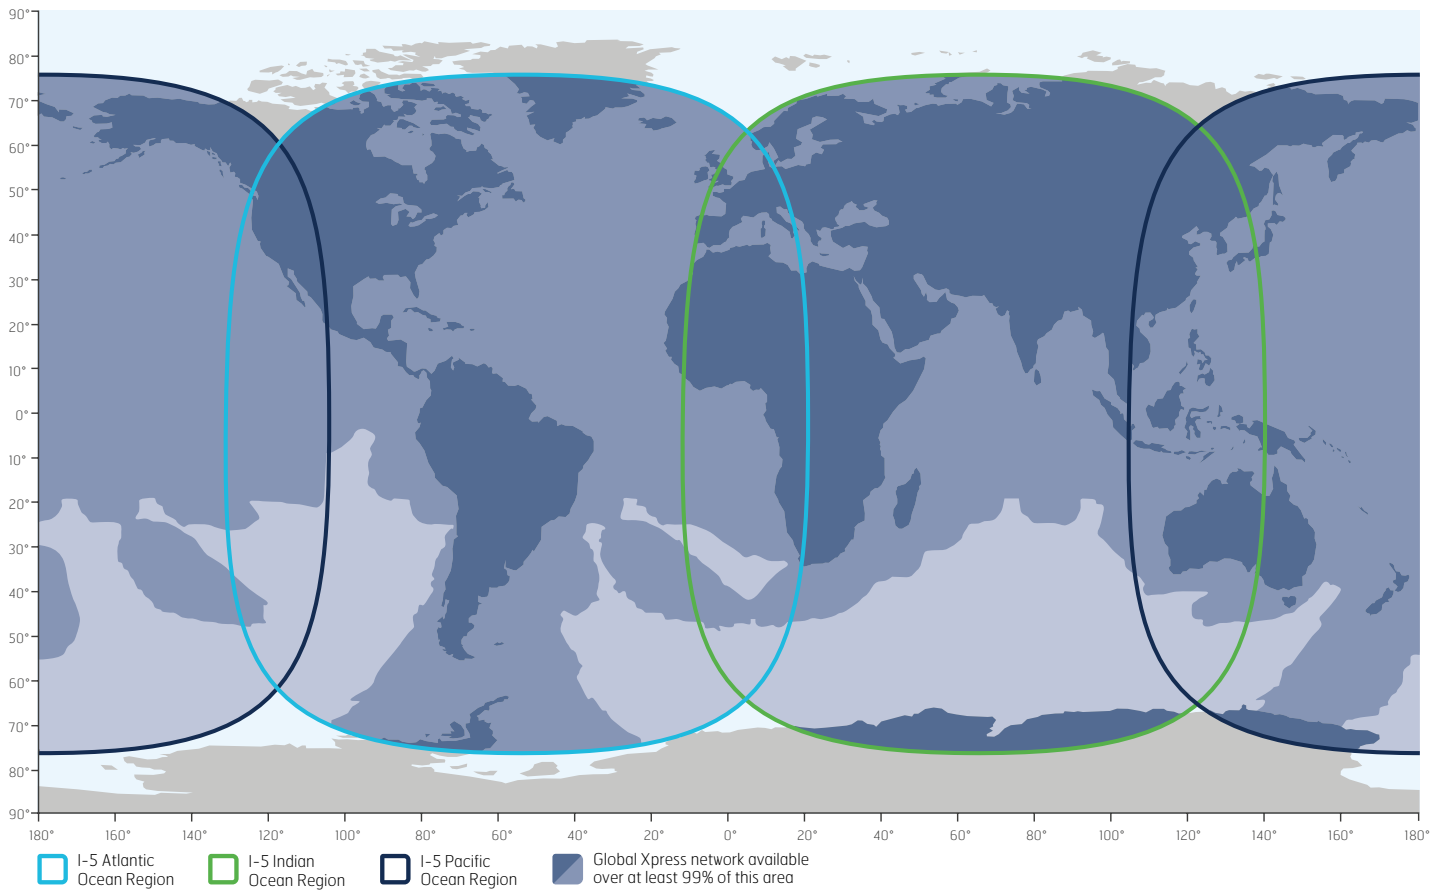 90°
80°
70°
60°
50°
40°
30°
20°
10°
0°
10°
20°
30°
40°
50°
60°
70°
80°
90°
180° 160° 140° 120° 100° 80° 60° 40° 20° 0° 20° 40° 60° 80° 100° 120° 140° 160° 180°
I-5 Atlantic
Ocean Region
I-5 Indian
Ocean Region
I-5 Pacific
Ocean Region
Global Xpress network available
over at least 99% of this area